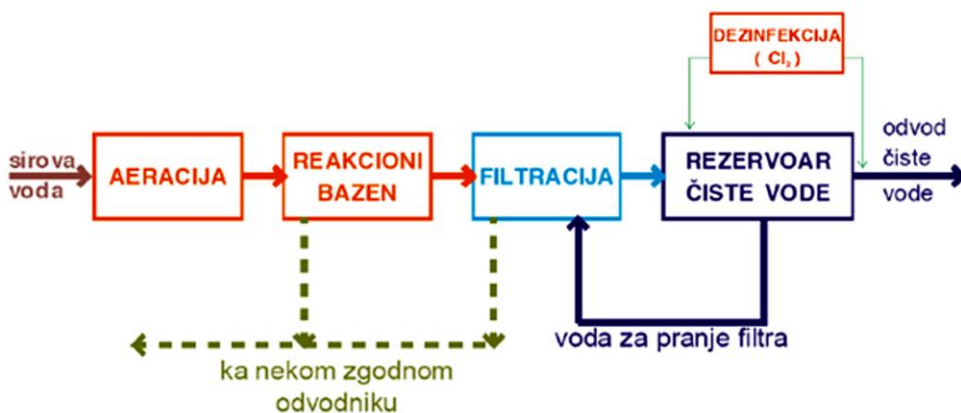 DEZINFEKCIJA
( Cl₂ )
sirova
voda
AERACIJA
REAKCIONI
BAZEN
FILTRACIJA
REZERVOAR
ČISTE VODE
odvod
čiste
vode
voda za pranje filtra
ka nekom zgodnom
odvodniku